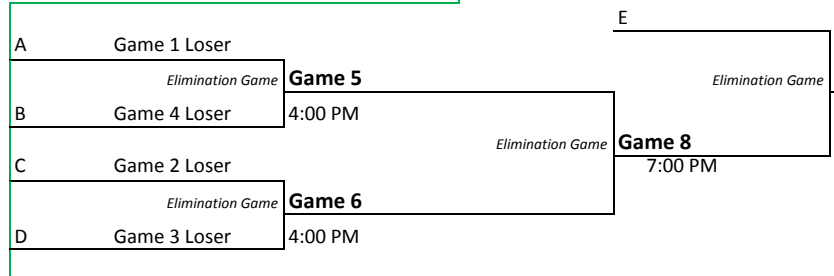 E
A Game 1 Loser
Elimination Game Game 5 Elimination Game
B Game 4 Loser 4:00 PM
Elimination Game Game 8
C Game 2 Loser 7:00 PM
Elimination Game Game 6
D Game 3 Loser 4:00 PM